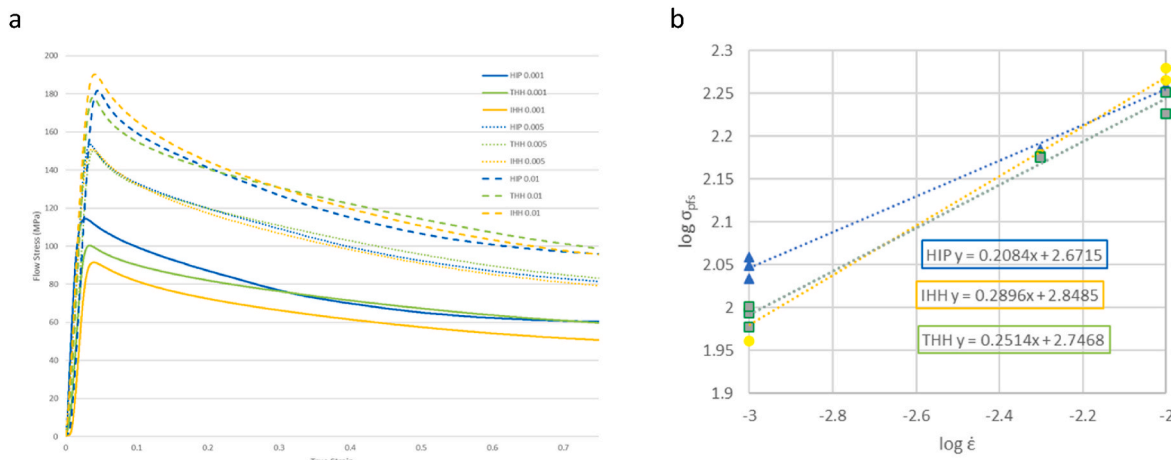 a
200
180
160
140
120
100
80
60
40
20
0
0
0.1
0.2
0.3
0.4
0.5
0.6
0.7
Flow Stress (MPa)
HIP 0.001
THH 0.001
IHH 0.001
HIP 0.005
THH 0.005
IHH 0.005
HIP 0.01
THH 0.01
IHH 0.01
b
2.3
2.25
2.2
2.15
2.1
2.05
2
1.95
1.9
-3
-2.8
-2.6
-2.4
-2.2
-2
log σpfs
log ε̇
HIP y = 0.2084x + 2.6715
IHH y = 0.2896x + 2.8485
THH y = 0.2514x + 2.7468